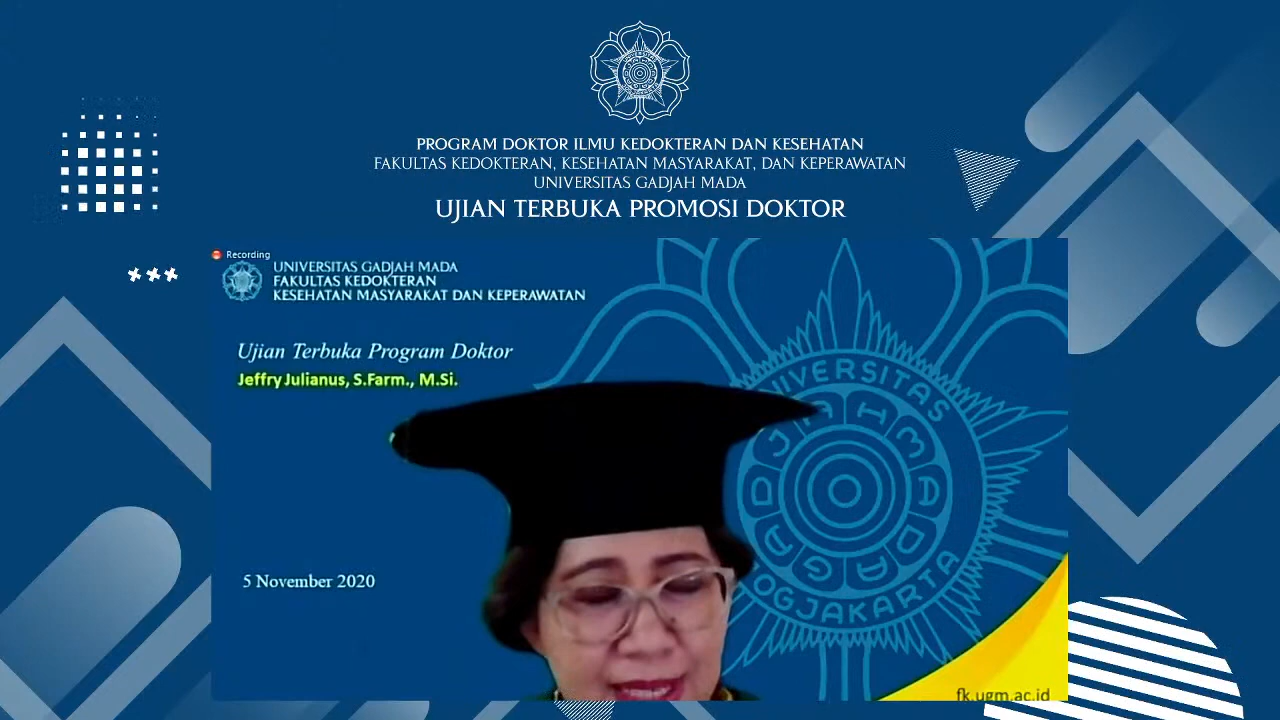 PROGRAM DOKTOR ILMU KEDOKTERAN DAN KESEHATAN
FAKULTAS KEDOKTERAN, KESEHATAN MASYARAKAT, DAN KEPERAWATAN
UNIVERSITAS GADJAH MADA
UJIAN TERBUKA PROMOSI DOKTOR
Recording
UNIVERSITAS GADJAH MADA
FAKULTAS KEDOKTERAN
KESEHATAN MASYARAKAT DAN KEPERAWATAN
Ujian Terbuka Program Doktor
Jeffry Julianus, S.Farm., M.Si.
5 November 2020
UNIVERSITAS
GADJAH MADA
YOGJAKARTA
fk.ugm.ac.id